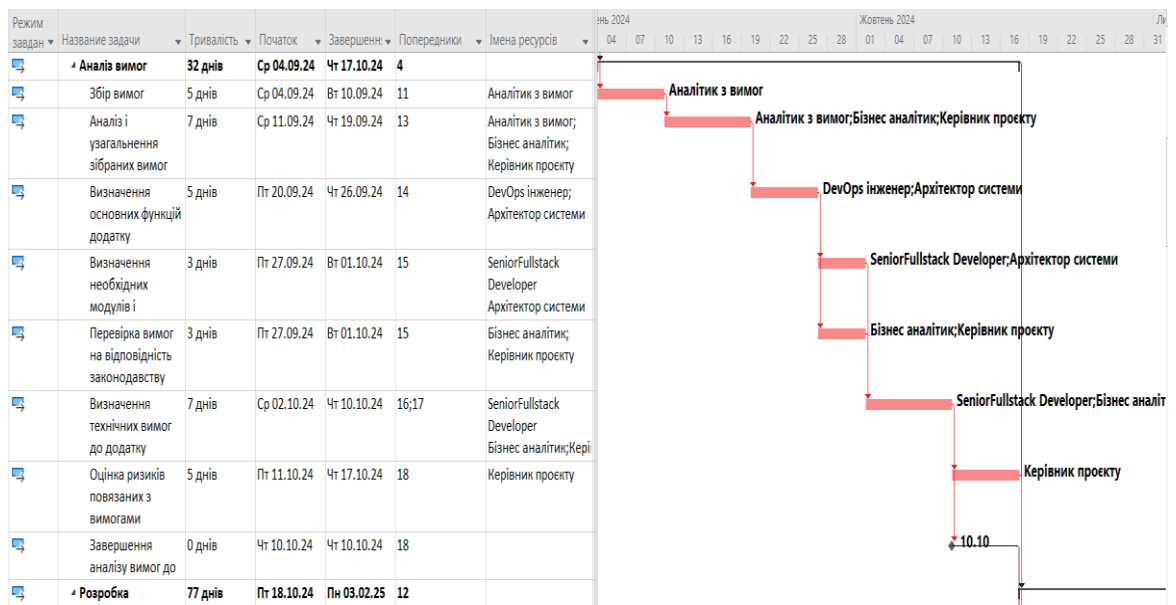 Режим
завдан
Название задачи
Тривалість
Початок
Завершенн:
Попередники
Імена ресурсів
ень 2024
Жовтень 2024
Ли
04 07 10 13 16 19 22 25 28 01 04 07 10 13 16 19 22 25 28 31
Аналіз вимог 32 днів Ср 04.09.24 Чт 17.10.24 4
Збір вимог 5 днів Ср 04.09.24 Вт 10.09.24 11 Аналітик з вимог
Аналітик з вимог
Аналіз і 7 днів Ср 11.09.24 Чт 19.09.24 13 Аналітик з вимог;
узагальнення Бізнес аналітик;
зібраних вимог Керівник проєкту
Аналітик з вимог;Бізнес аналітик;Керівник проєкту
Визначення 5 днів Пт 20.09.24 Чт 26.09.24 14 DevOps інженер;
основних функцій Архітектор системи
додатку
DevOps інженер;Архітектор системи
Визначення 3 днів Пт 27.09.24 Вт 01.10.24 15 SeniorFullstack
необхідних Developer
модулів і Архітектор системи
SeniorFullstack Developer;Архітектор системи
Перевірка вимог 3 днів Пт 27.09.24 Вт 01.10.24 15 Бізнес аналітик;
на відповідність Керівник проєкту
законодавству
Бізнес аналітик;Керівник проєкту
Визначення 7 днів Ср 02.10.24 Чт 10.10.24 16;17 SeniorFullstack
технічних вимог Developer
до додатку Бізнес аналітик;Керів
SeniorFullstack Developer;Бізнес аналіт
Оцінка ризиків 5 днів Пт 11.10.24 Чт 17.10.24 18 Керівник проєкту
повязаних з
вимогами
Керівник проєкту
Завершення 0 днів Чт 10.10.24 Чт 10.10.24 18
аналізу вимог до
10.10
Розробка 77 днів Пт 18.10.24 Пн 03.02.25 12